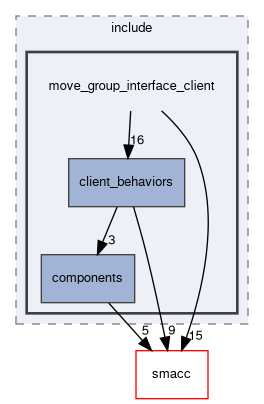 include
move_group_interface_client
16
client_behaviors
3
components
5
9
15
smacc